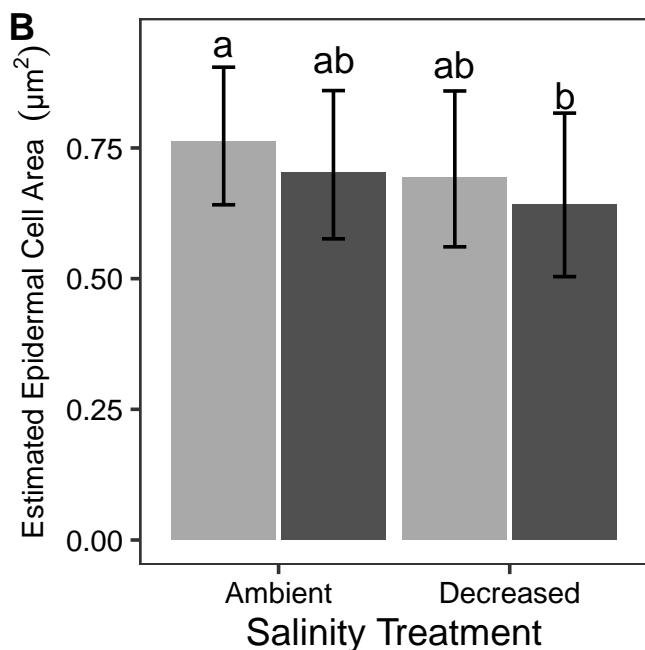 B
Estimated Epidermal Cell Area (μm²)
0.75
0.50
0.25
0.00
a
ab
ab
b
Ambient
Decreased
Salinity Treatment